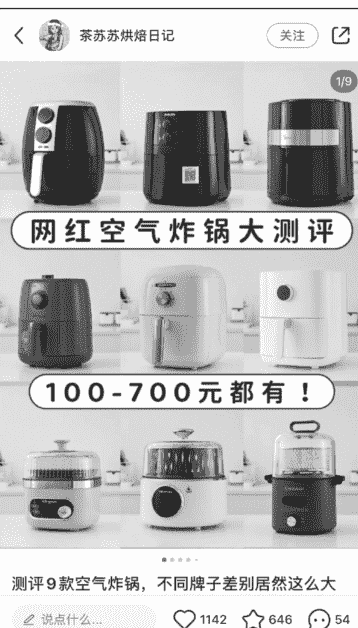 茶苏苏烘焙日记
关注
1/9
网红空气炸锅大测评
100-700元都有！
测评9款空气炸锅，不同牌子差别居然这么大
说点什么...
1142
646
54